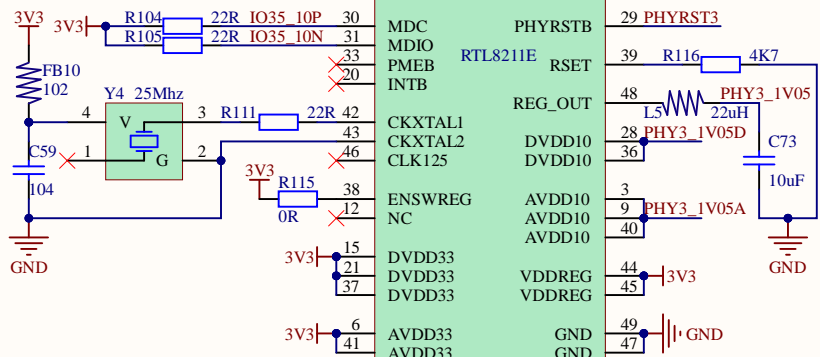 3V3
3V3
R104
22R
IO35_10P
30
MDC
PHYRSTB
29
PHYRST3
R105
22R
IO35_10N
31
MDIO
FB10
102
33
PMEB
RTL8211E
RSET
39
R116
4K7
20
INTB
Y4
25Mhz
REG_OUT
48
L5
22uH
PHY3_1V05
4
V
3
R111
22R
42
CKXTAL1
43
CKXTAL2
DVDD10
28
PHY3_1V05D
C59
104
1
G
2
46
CLK125
DVDD10
36
C73
10uF
3V3
R115
0R
38
ENSWREG
AVDD10
3
12
NC
AVDD10
9
PHY3_1V05A
AVDD10
40
GND
GND
3V3
15
DVDD33
21
DVDD33
VDDREG
44
3V3
37
DVDD33
VDDREG
45
3V3
6
AVDD33
GND
49
GND
41
AVDD33
GND
47